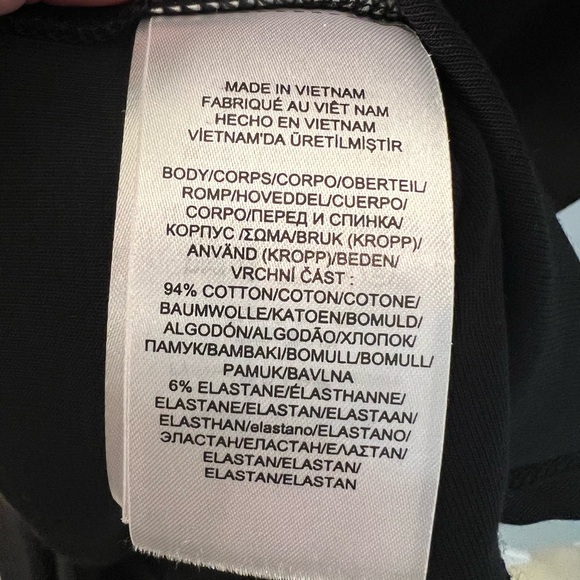 MADE IN VIETNAM
FABRIQUÉ AU VIÊT NAM
HECHO EN VIETNAM
VİETNAM'DA ÜRETİLMİŞTİR
BODY/CORPS/CORPO/OBERTEIL/
ROMP/HOVEDDEL/CUERPO/
CORPO/ПЕРЕД И СПИНКА/
КОРПУС /ΣΩΜΑ/BRUK (KROPP)/
ANVÄND (KROPP)/BEDEN/
VRCHNÍ ČÁST :
94% COTTON/COTON/COTONE/
BAUMWOLLE/KATOEN/BOMULD/
ALGODÓN/ALGODÃO/ХЛОПОК/
ПАМУК/ΒΑΜΒΑΚΙ/BOMULL/BOMULL/
PAMUK/BAVLNA
6% ELASTANE/ÉLASTHANNE/
ELASTANE/ELASTAN/ELASTAAN/
ELASTHAN/elastano/ELASTANO/
ЭЛАСТАН/ЕЛАСТАН/ΕΛΑΣΤΑΝ/
ELASTAN/ELASTAN/
ELASTAN/ELASTAN